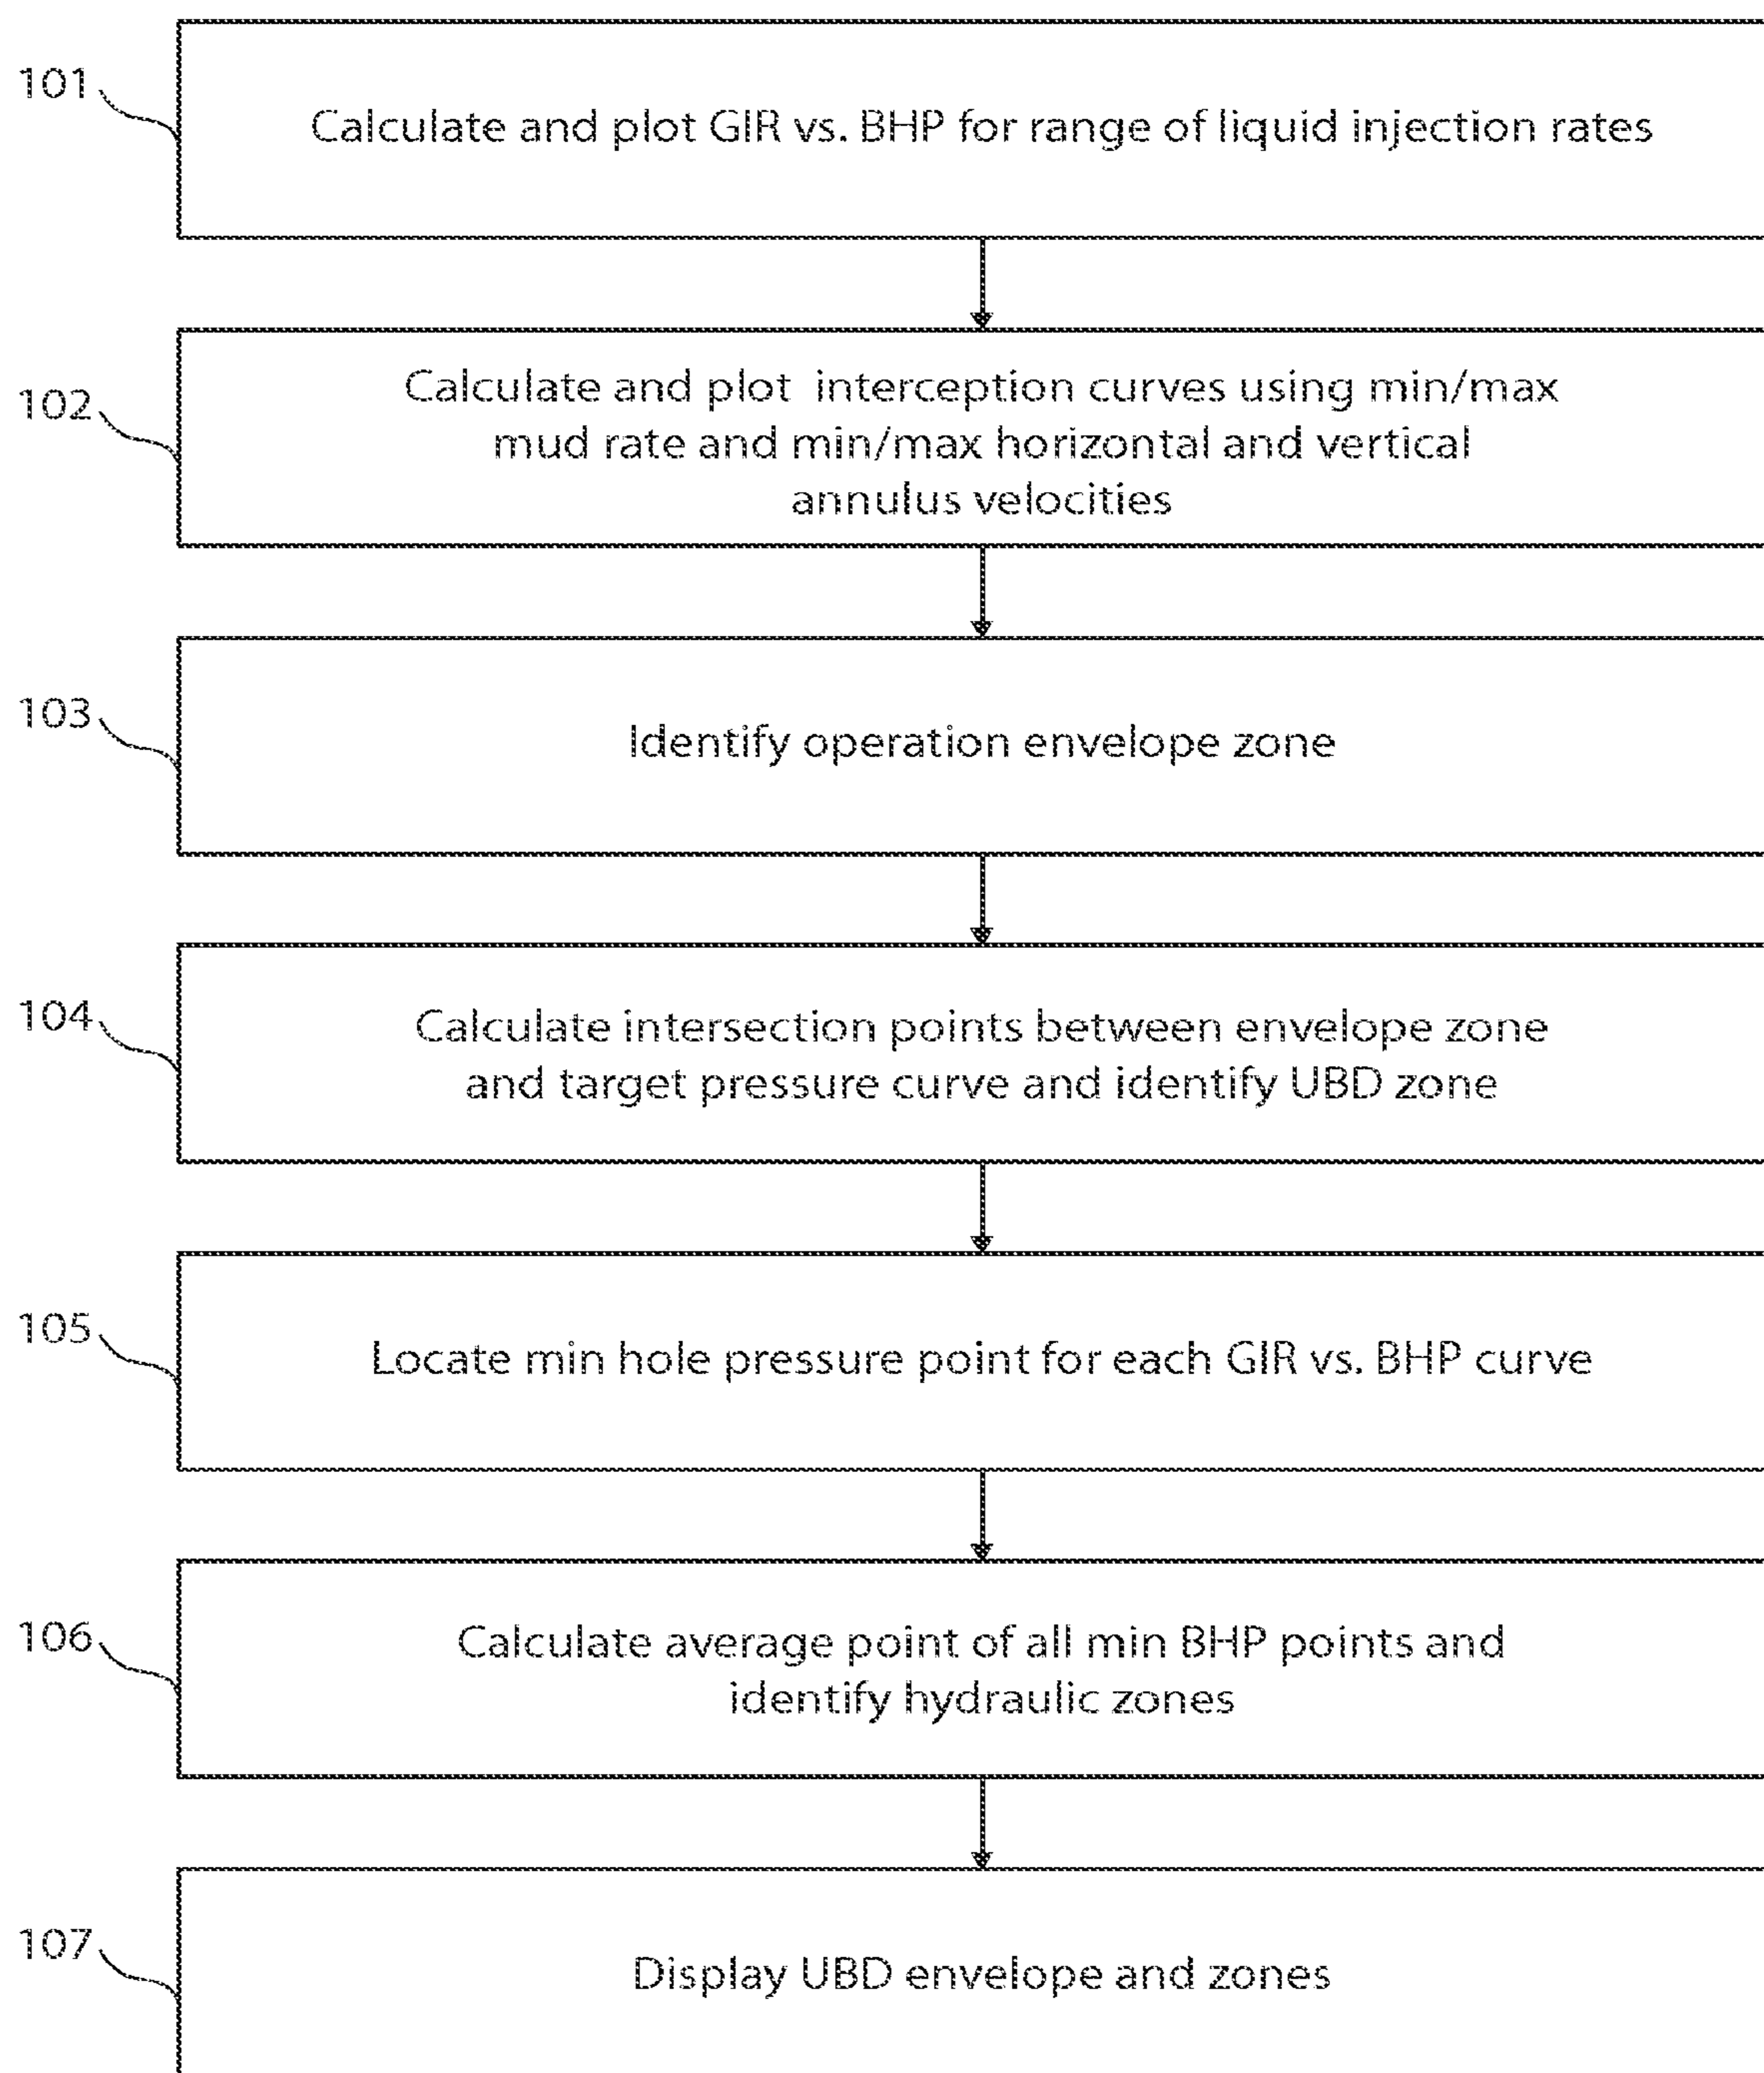 101
Calculate and plot GIR vs. BHP for range of liquid injection rates
102
Calculate and plot interception curves using min/max
mud rate and min/max horizontal and vertical
annulus velocities
103
Identify operation envelope zone
104
Calculate intersection points between envelope zone
and target pressure curve and identify UBD zone
105
Locate min hole pressure point for each GIR vs. BHP curve
106
Calculate average point of all min BHP points and
identify hydraulic zones
107
Display UBD envelope and zones